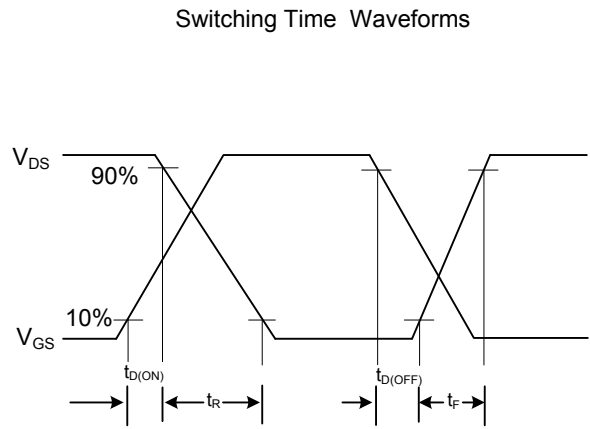 Switching Time Waveforms
V_DS
90%
10%
V_GS
t_D(ON)
t_R
t_D(OFF)
t_F